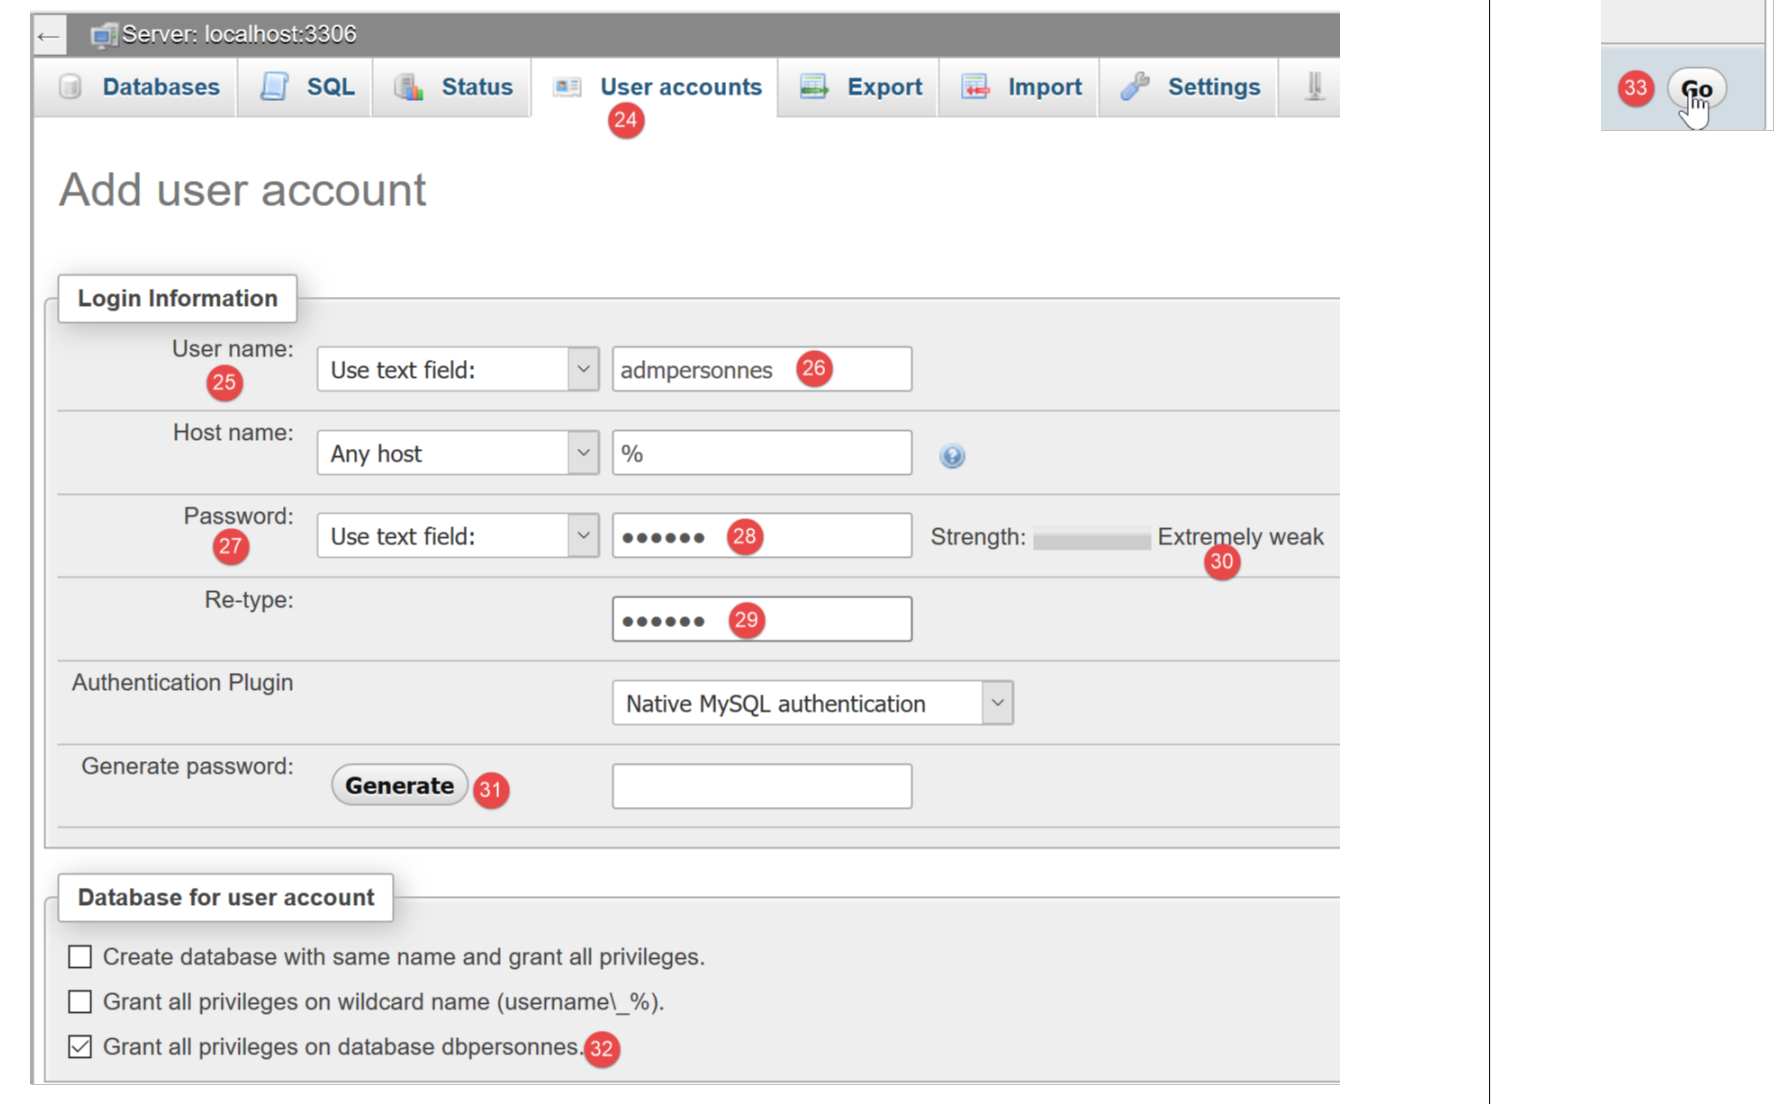 ← Server: localhost:3306
Databases SQL Status User accounts Export Import Settings
24
Add user account
Login Information
User name: Use text field: admpersonnes 26
25
Host name: Any host %
Password: Use text field: •••••• 28 Strength: Extremely weak
27 30
Re-type: •••••• 29
Authentication Plugin Native MySQL authentication
Generate password: Generate 31
Database for user account
Create database with same name and grant all privileges.
Grant all privileges on wildcard name (username\_%).
Grant all privileges on database dbpersonnes. 32
33 Go